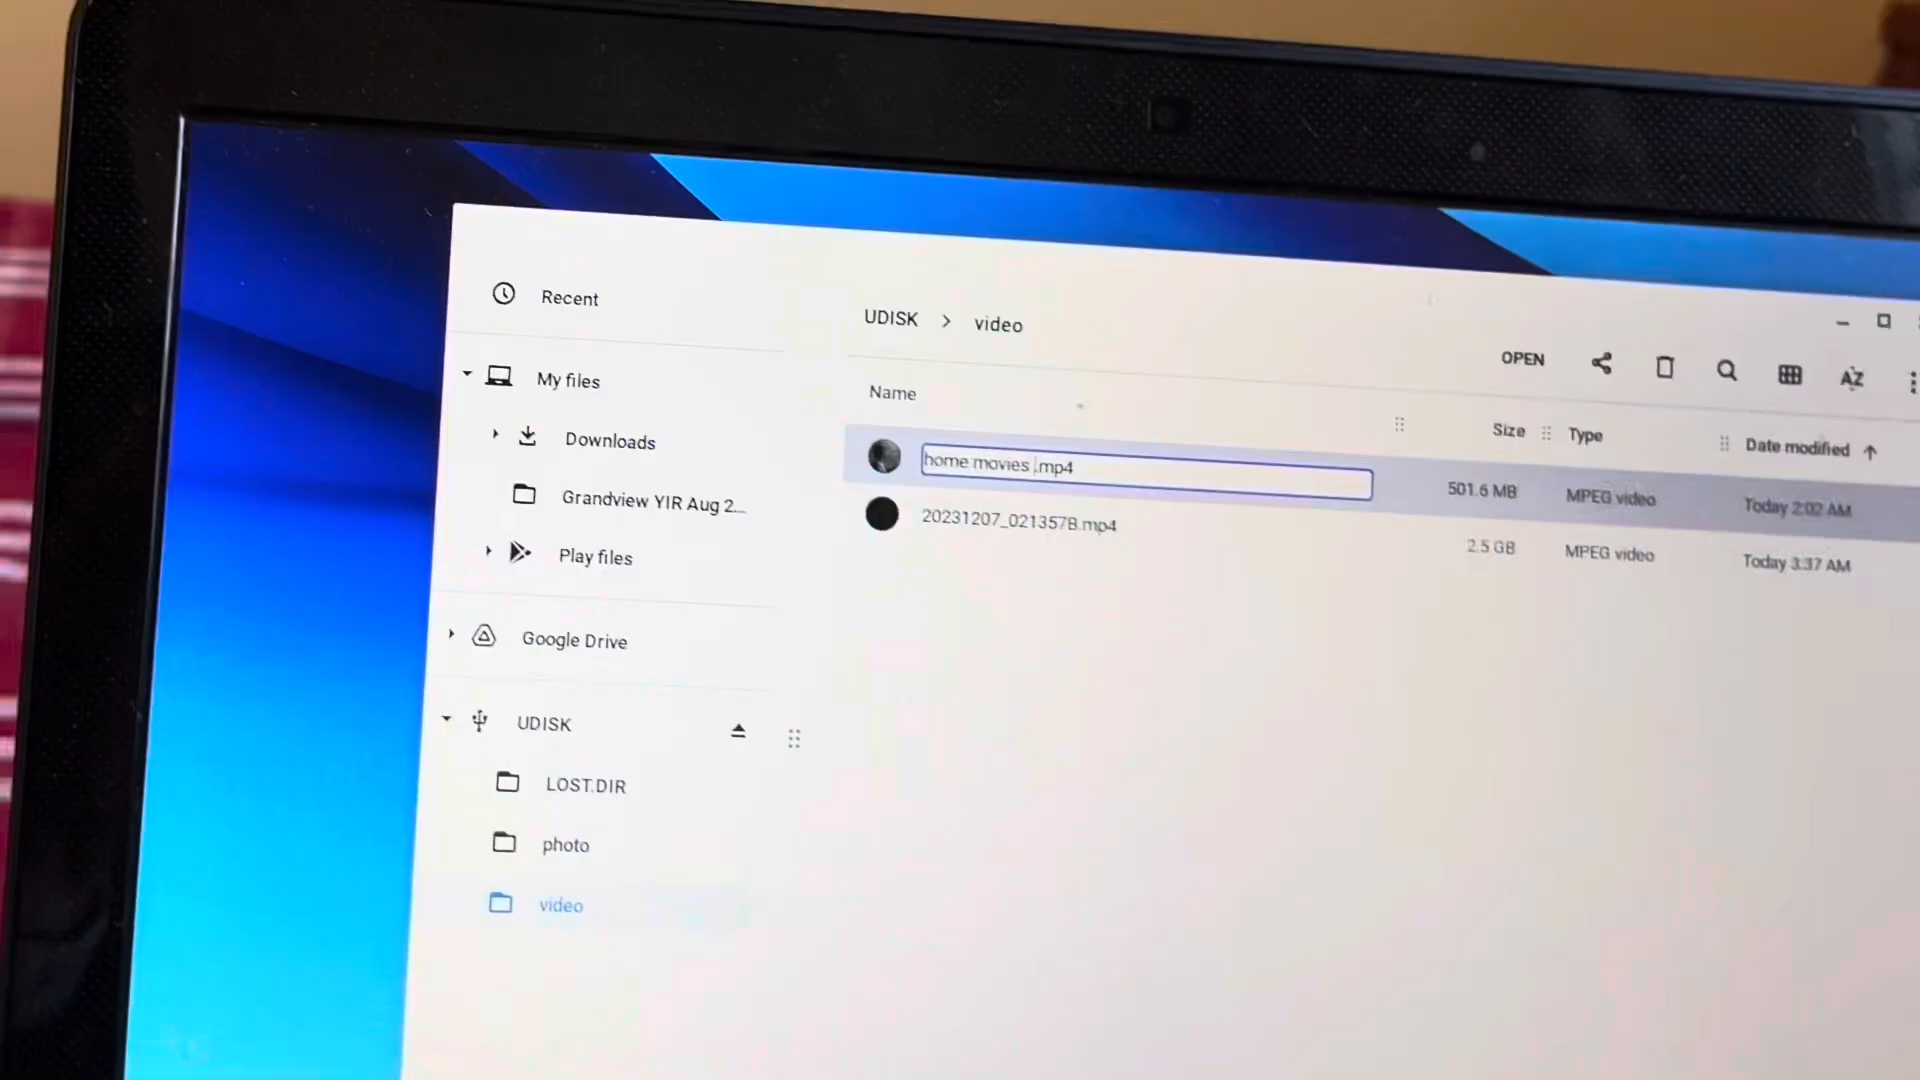 Recent
My files
Downloads
Grandview YIR Aug 2...
Play files
Google Drive
UDISK
LOST.DIR
photo
video
UDISK > video
OPEN
AZ
Name Size Type Date modified
home movies .mp4 501.6 MB MPEG video Today 2:02 AM
20231207_021357B.mp4 2.5 GB MPEG video Today 3:37 AM